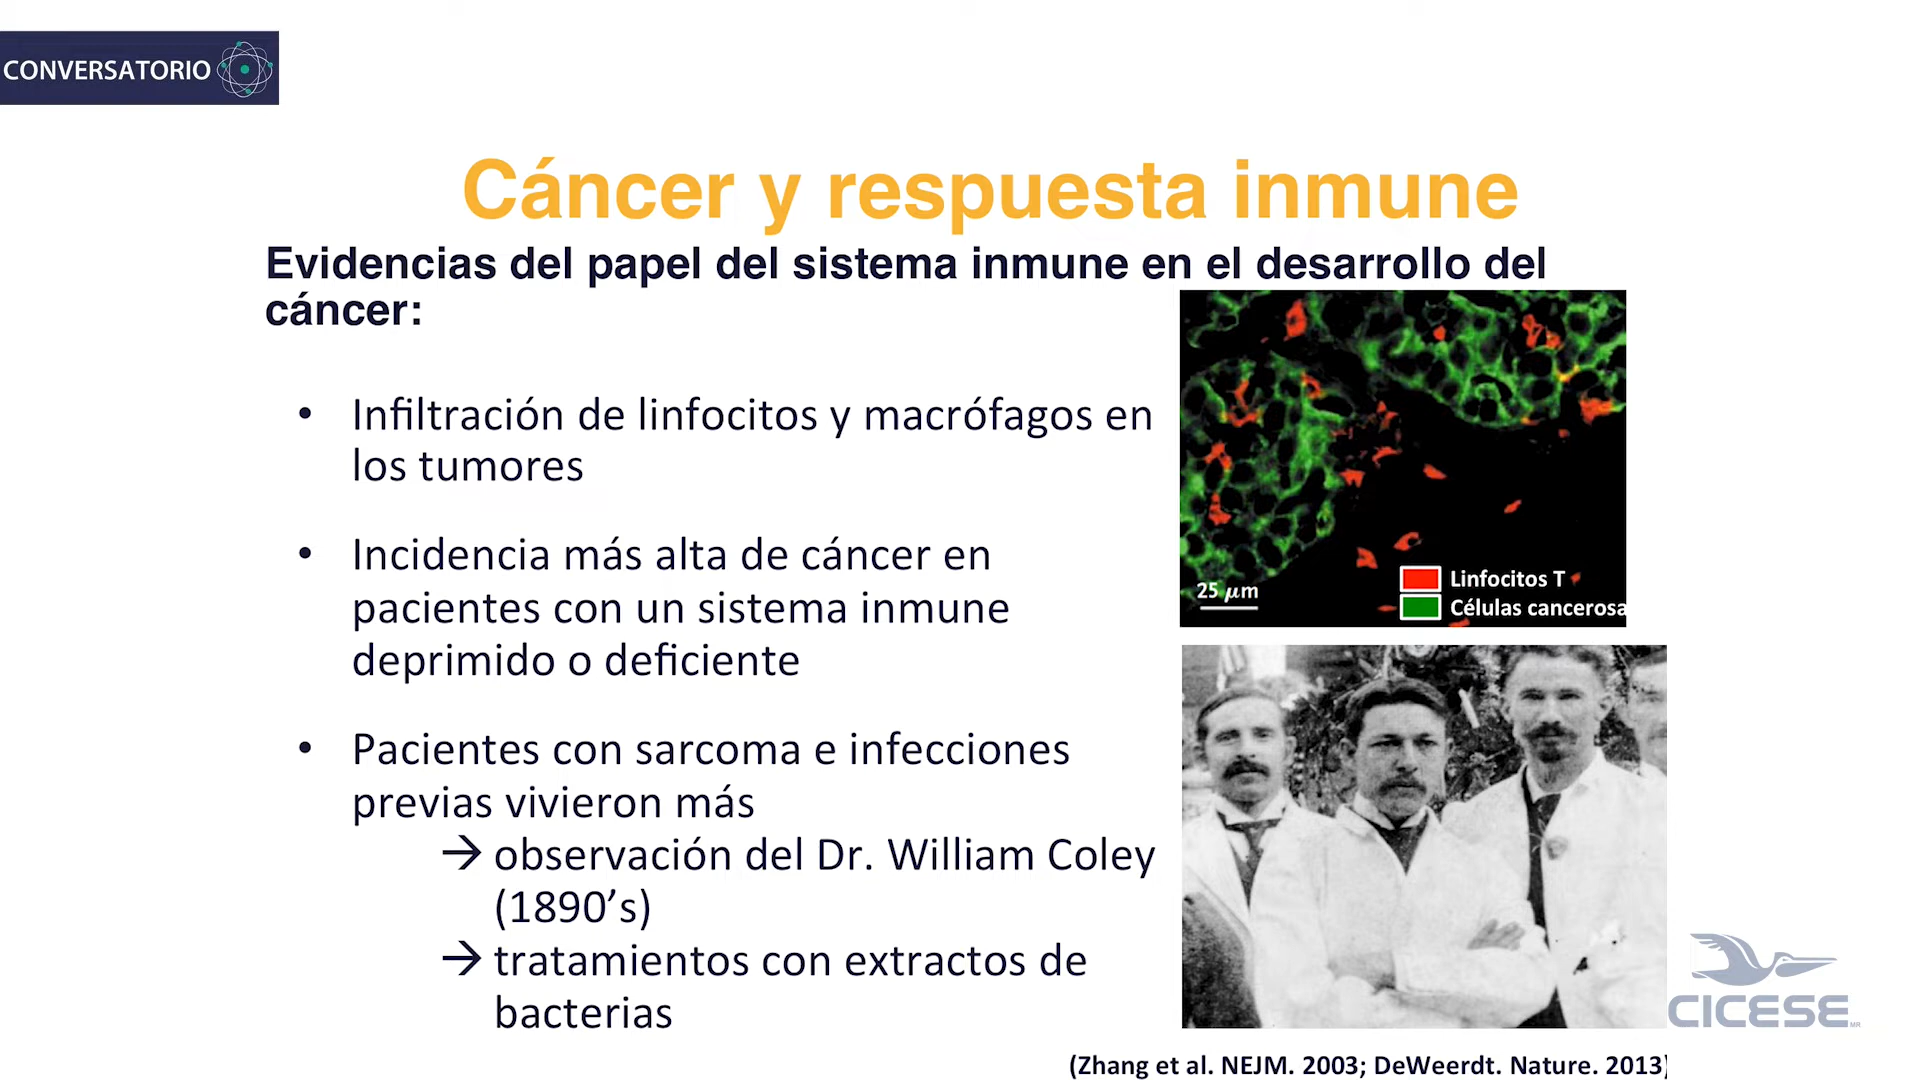 CONVERSATORIO
Cáncer y respuesta inmune
Evidencias del papel del sistema inmune en el desarrollo del
cáncer:
• Infiltración de linfocitos y macrófagos en
los tumores
• Incidencia más alta de cáncer en
pacientes con un sistema inmune
deprimido o deficiente
• Pacientes con sarcoma e infecciones
previas vivieron más
→ observación del Dr. William Coley
(1890’s)
→ tratamientos con extractos de
bacterias
25 µm
Linfocitos T
Células cancerosa
CICESE MR
(Zhang et al. NEJM. 2003; DeWeerdt. Nature. 2013)